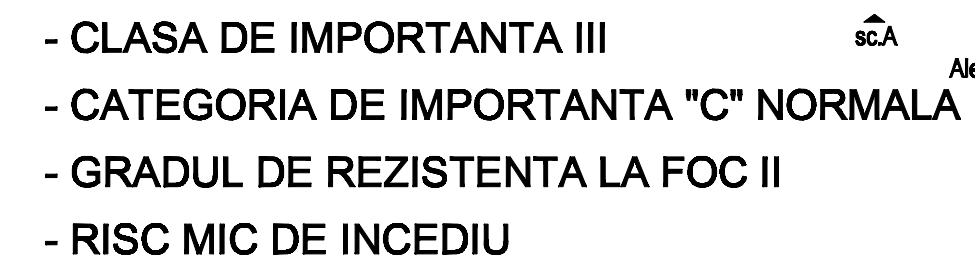 - CLASA DE IMPORTANTA III
sc.A
Ale
- CATEGORIA DE IMPORTANTA "C" NORMALA
- GRADUL DE REZISTENTA LA FOC II
- RISC MIC DE INCEDIU